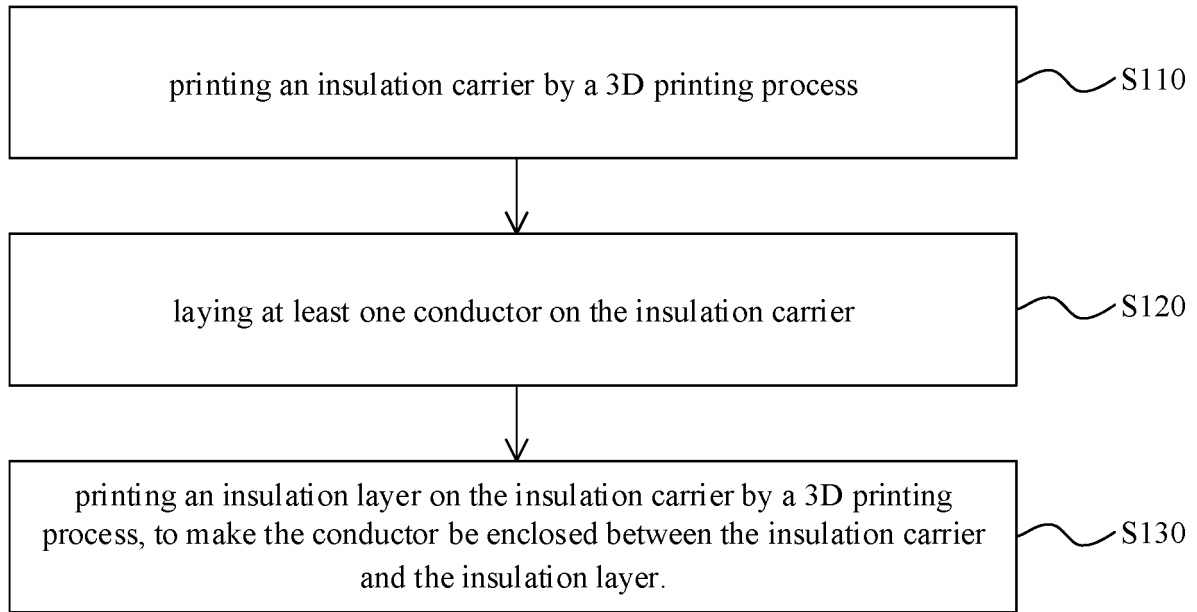 printing an insulation carrier by a 3D printing process
S110
laying at least one conductor on the insulation carrier
S120
printing an insulation layer on the insulation carrier by a 3D printing
process, to make the conductor be enclosed between the insulation carrier
and the insulation layer.
S130